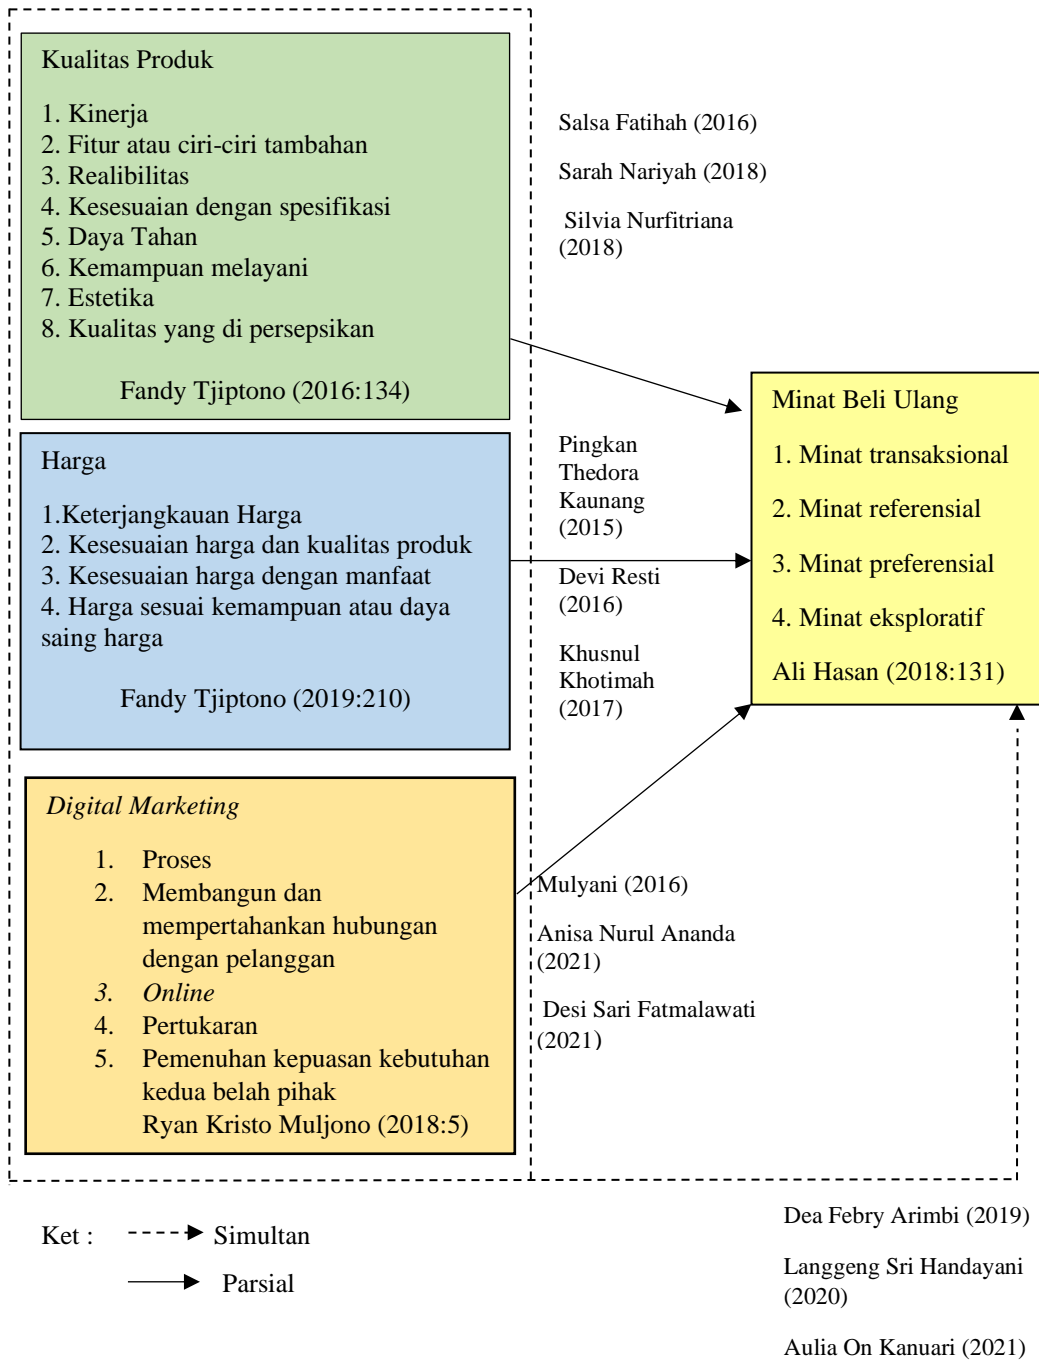 Kualitas Produk
1. Kinerja
2. Fitur atau ciri-ciri tambahan
3. Realibilitas
4. Kesesuaian dengan spesifikasi
5. Daya Tahan
6. Kemampuan melayani
7. Estetika
8. Kualitas yang di persepsikan
Fandy Tjiptono (2016:134)
Salsa Fatihah (2016)
Sarah Nariyah (2018)
Silvia Nurfitriana
(2018)
Harga
1.Keterjangkauan Harga
2. Kesesuaian harga dan kualitas produk
3. Kesesuaian harga dengan manfaat
4. Harga sesuai kemampuan atau daya
saing harga
Fandy Tjiptono (2019:210)
Pingkan
Thedora
Kaunang
(2015)
Devi Resti
(2016)
Khusnul
Khotimah
(2017)
Minat Beli Ulang
1. Minat transaksional
2. Minat referensial
3. Minat preferensial
4. Minat eksploratif
Ali Hasan (2018:131)
Digital Marketing
1. Proses
2. Membangun dan
mempertahankan hubungan
dengan pelanggan
3. Online
4. Pertukaran
5. Pemenuhan kepuasan kebutuhan
kedua belah pihak
Ryan Kristo Muljono (2018:5)
Mulyani (2016)
Anisa Nurul Ananda
(2021)
Desi Sari Fatmalawati
(2021)
Ket :
Simultan
Parsial
Dea Febry Arimbi (2019)
Langgeng Sri Handayani
(2020)
Aulia On Kanuari (2021)